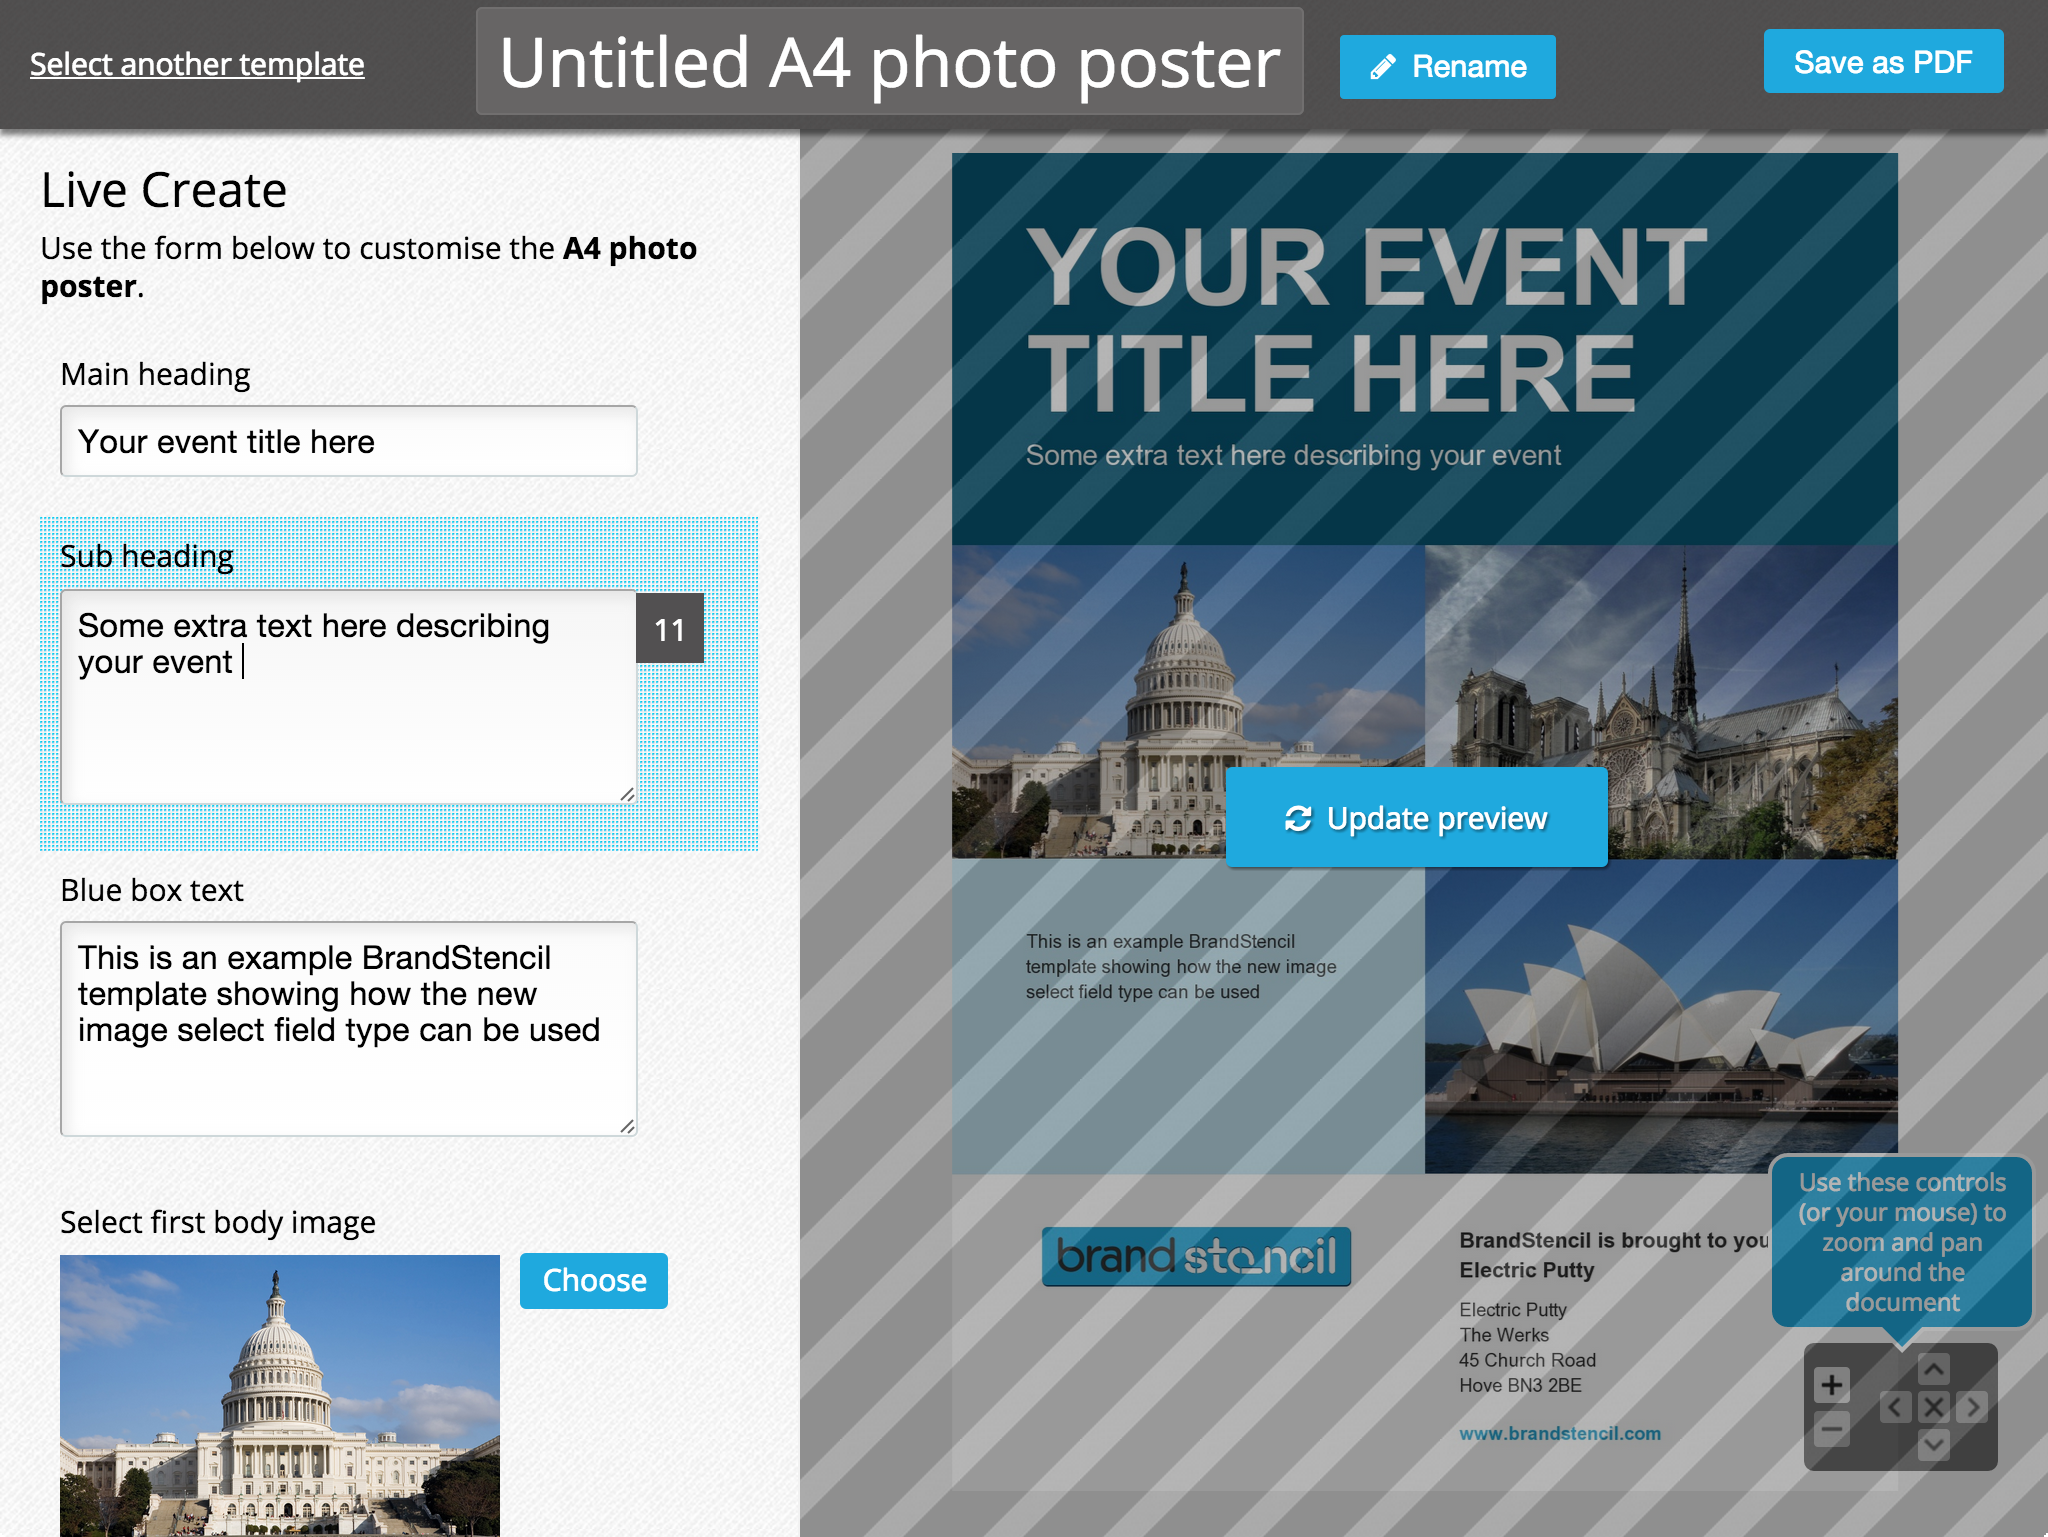 Select another template
Untitled A4 photo poster
Rename
Save as PDF
Live Create
Use the form below to customise the A4 photo
poster.
Main heading
Your event title here
Sub heading
Some extra text here describing
your event
11
Blue box text
This is an example BrandStencil
template showing how the new
image select field type can be used
Select first body image
Choose
YOUR EVENT
TITLE HERE
Some extra text here describing your event
Update preview
This is an example BrandStencil
template showing how the new image
select field type can be used
brand stencil
BrandStencil is brought to you
Electric Putty
Electric Putty
The Werks
45 Church Road
Hove BN3 2BE
www.brandstencil.com
Use these controls
(or your mouse) to
zoom and pan
around the
document